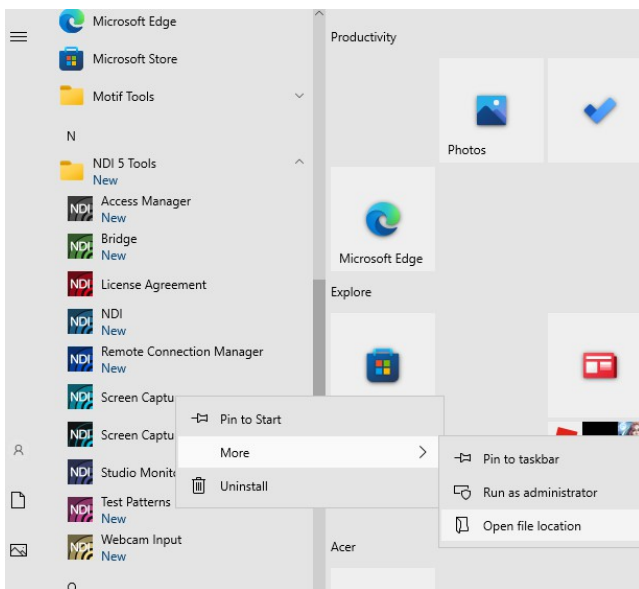 Microsoft Edge
Microsoft Store
Motif Tools
N
NDI 5 Tools
New
NDI Access Manager
New
NDI Bridge
New
NDI License Agreement
NDI NDI
New
NDI Remote Connection Manager
New
NDI Screen Captu
NDI Screen Captu
NDI Studio Monito
NDI Test Patterns
New
NDI Webcam Input
New
Pin to Start
More
Uninstall
Pin to taskbar
Run as administrator
Open file location
Productivity
Photos
Microsoft Edge
Explore
Acer